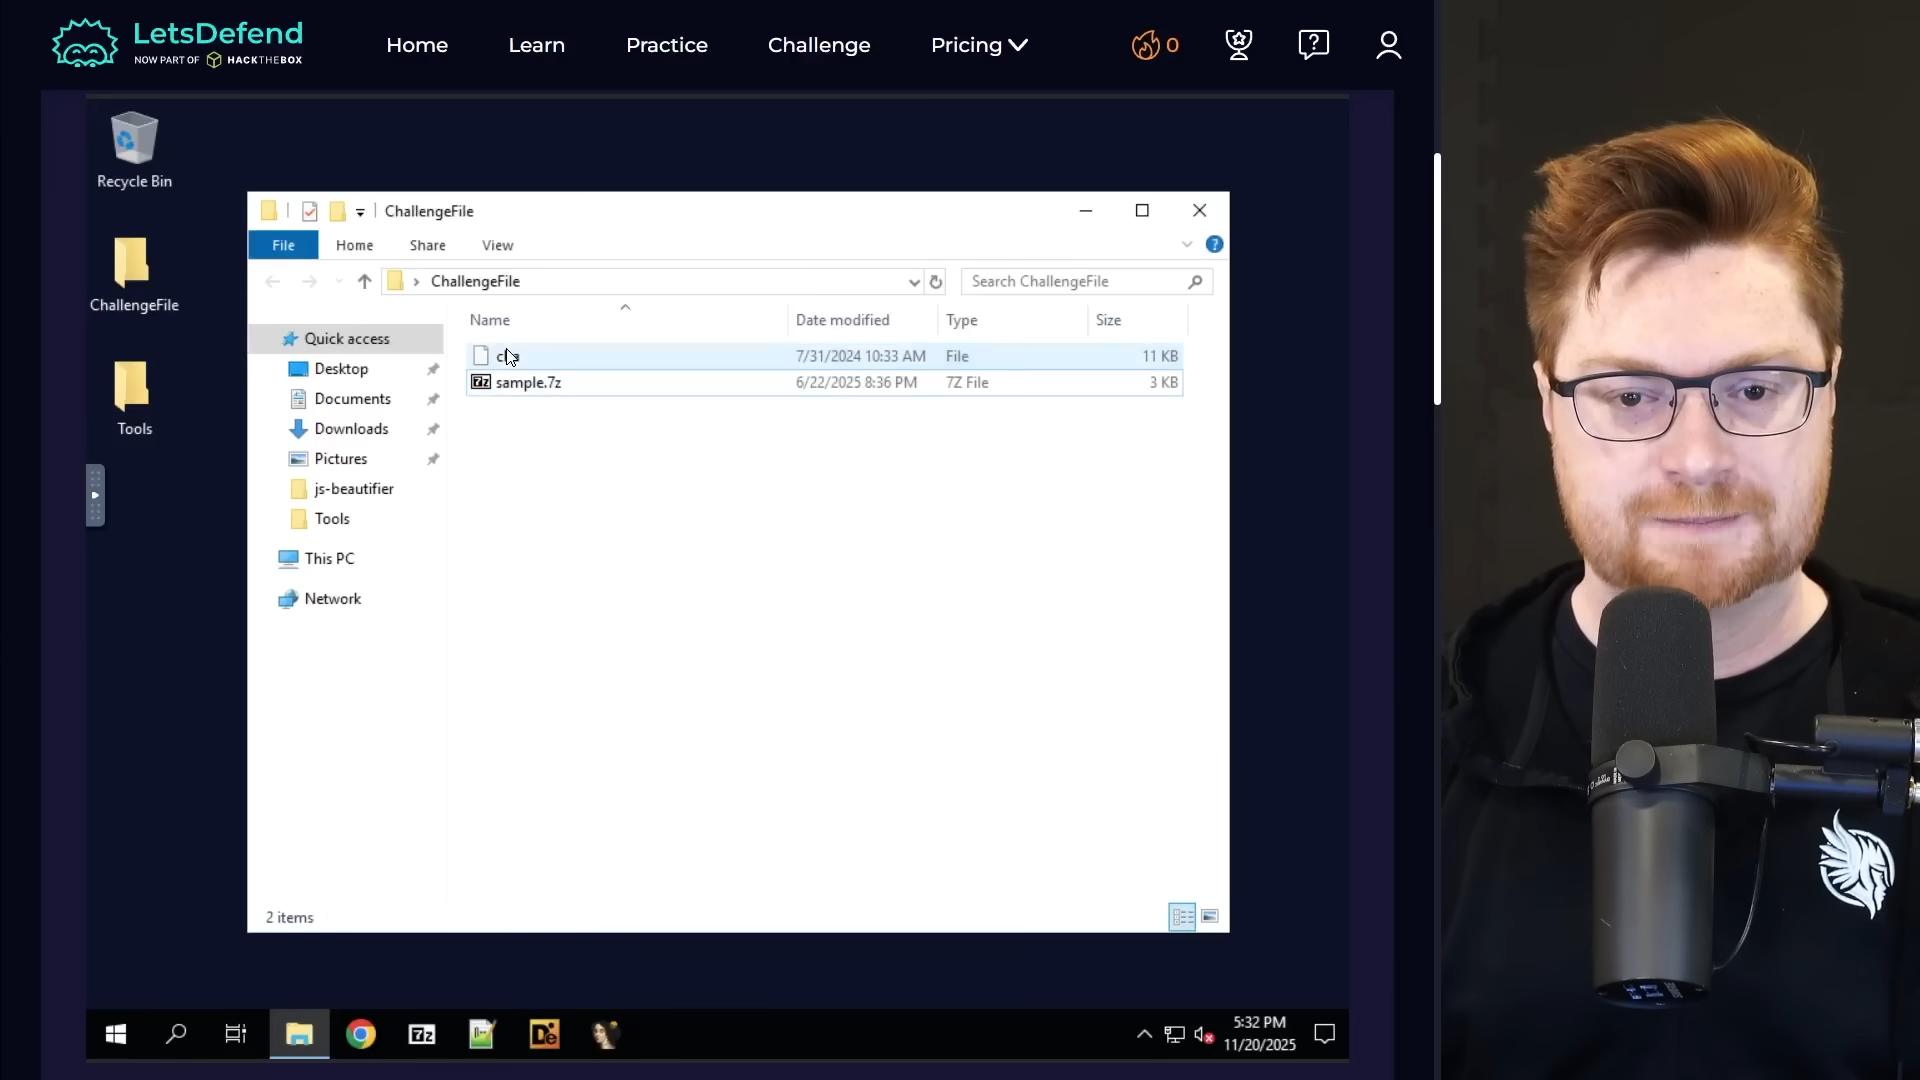 LetsDefend
NOW PART OF HACKTHEBOX
Home
Learn
Practice
Challenge
Pricing
0
Recycle Bin
ChallengeFile
Tools
ChallengeFile
File
Home
Share
View
ChallengeFile
Search ChallengeFile
Name
Date modified
Type
Size
7/31/2024 10:33 AM
File
11 KB
7z
sample.7z
6/22/2025 8:36 PM
7Z File
3 KB
Quick access
Desktop
Documents
Downloads
Pictures
js-beautifier
Tools
This PC
Network
2 items
7z
De
5:32 PM
11/20/2025